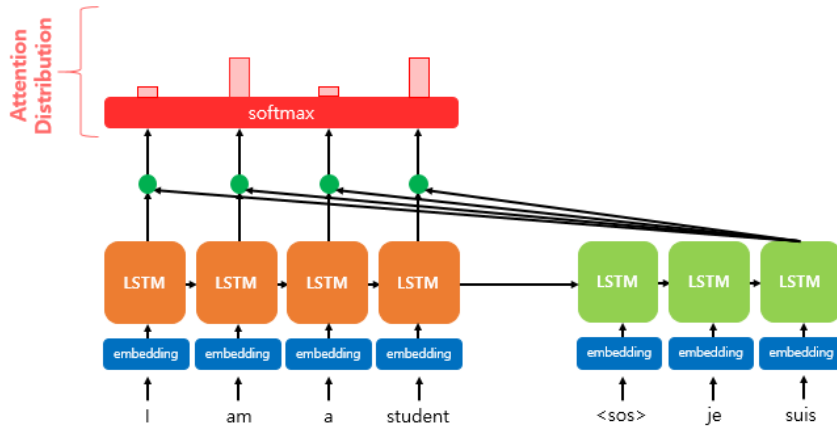 Attention
Distribution
softmax
LSTM LSTM LSTM LSTM LSTM LSTM LSTM
embedding embedding embedding embedding embedding embedding embedding
I am a student <sos> je suis